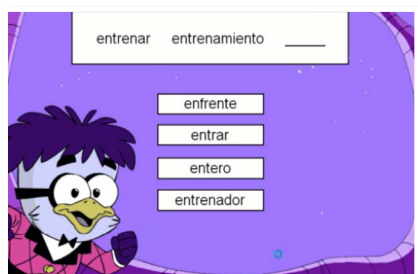 entrenar entrenamiento _____
enfrente
entrar
entero
entrenador